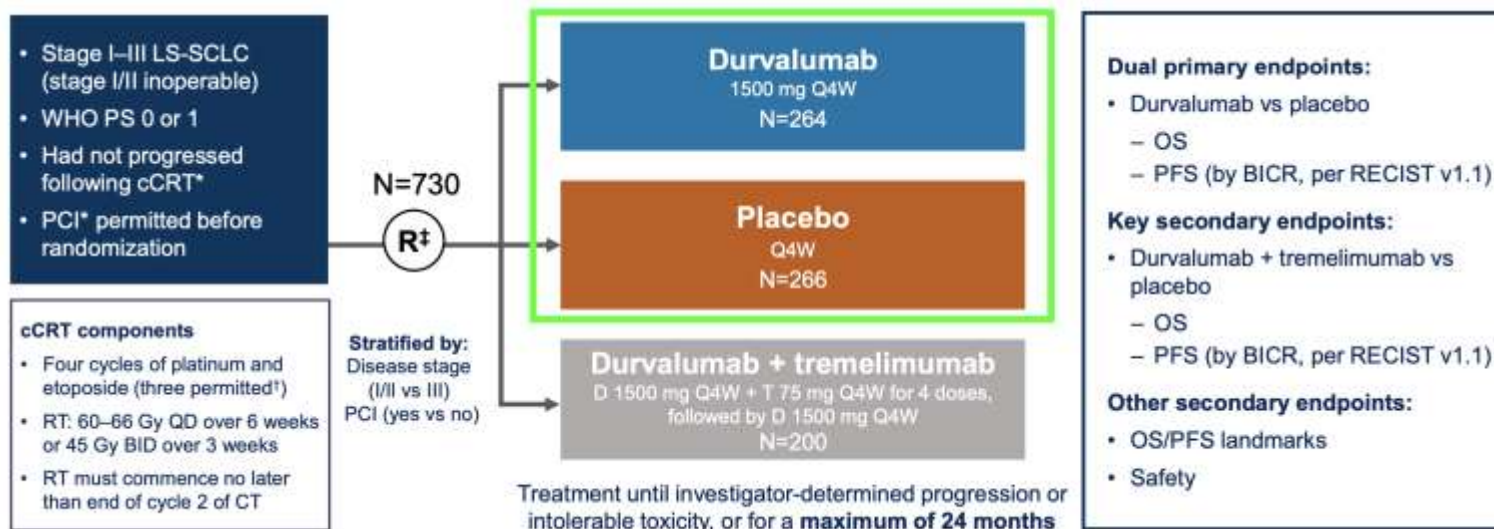 • Stage I–III LS-SCLC
(stage I/II inoperable)
• WHO PS 0 or 1
• Had not progressed
following cCRT*
• PCI* permitted before
randomization
cCRT components
• Four cycles of platinum and
etoposide (three permitted†)
• RT: 60–66 Gy QD over 6 weeks
or 45 Gy BID over 3 weeks
• RT must commence no later
than end of cycle 2 of CT
N=730
R‡
Stratified by:
Disease stage
(I/II vs III)
PCI (yes vs no)
Durvalumab
1500 mg Q4W
N=264
Placebo
Q4W
N=266
Durvalumab + tremelimumab
D 1500 mg Q4W + T 75 mg Q4W for 4 doses,
followed by D 1500 mg Q4W
N=200
Treatment until investigator-determined progression or
intolerable toxicity, or for a maximum of 24 months
Dual primary endpoints:
• Durvalumab vs placebo
– OS
– PFS (by BICR, per RECIST v1.1)
Key secondary endpoints:
• Durvalumab + tremelimumab vs
placebo
– OS
– PFS (by BICR, per RECIST v1.1)
Other secondary endpoints:
• OS/PFS landmarks
• Safety